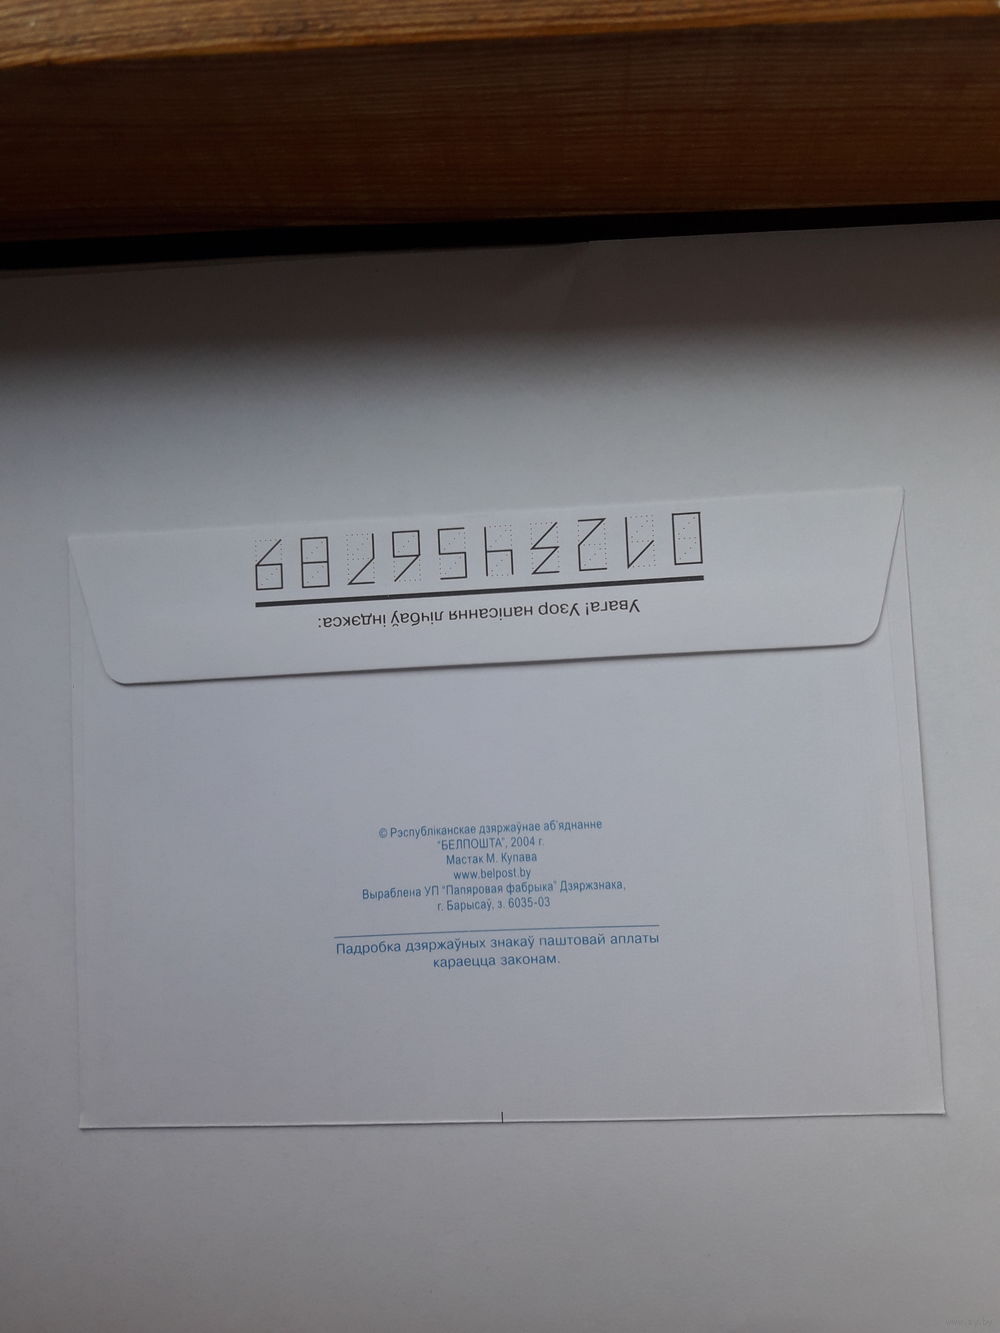 Увага! Узор напісання лічбаў індэкса:
0123456789
© Рэспубліканскае дзяржаўнае аб'яднанне
"БЕЛПОШТА", 2004 г.
Мастак М. Купава
www.belpost.by
Выраблена УП "Папяровая фабрыка" Дзяржзнака,
г. Барысаў, з. 6035-03
Падробка дзяржаўных знакаў паштовай аплаты
караецца законам.